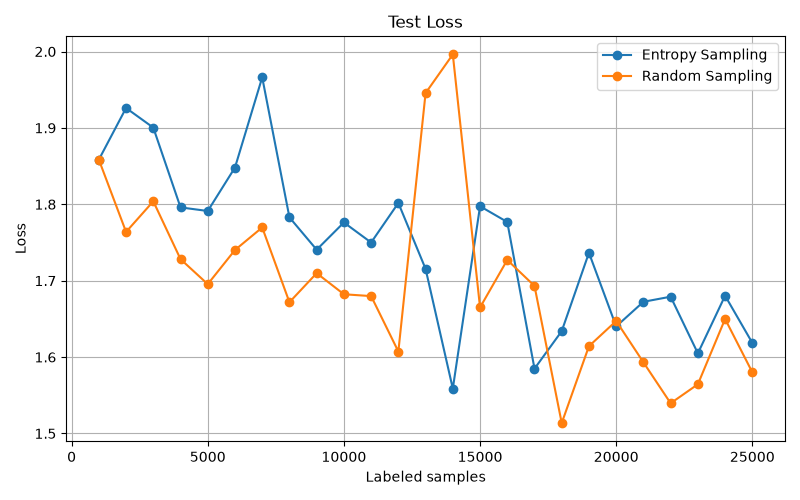 Test Loss
Entropy Sampling
Random Sampling
2.0
1.9
1.8
1.7
1.6
1.5
Loss
0
5000
10000
15000
20000
25000
Labeled samples